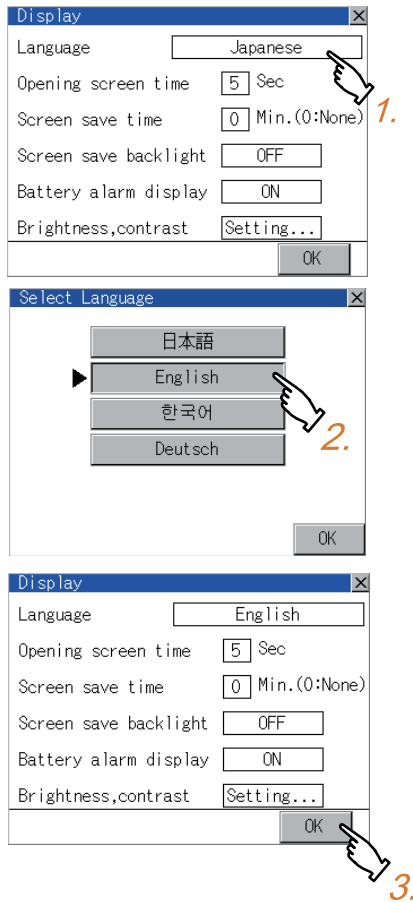 Display
Language Japanese
Opening screen time 5 Sec
Screen save time 0 Min.(0:None)
1.
Screen save backlight OFF
Battery alarm display ON
Brightness,contrast Setting...
OK
Select Language
日本語
English
한국어
2.
Deutsch
OK
Display
Language English
Opening screen time 5 Sec
Screen save time 0 Min.(0:None)
Screen save backlight OFF
Battery alarm display ON
Brightness,contrast Setting...
OK
3.